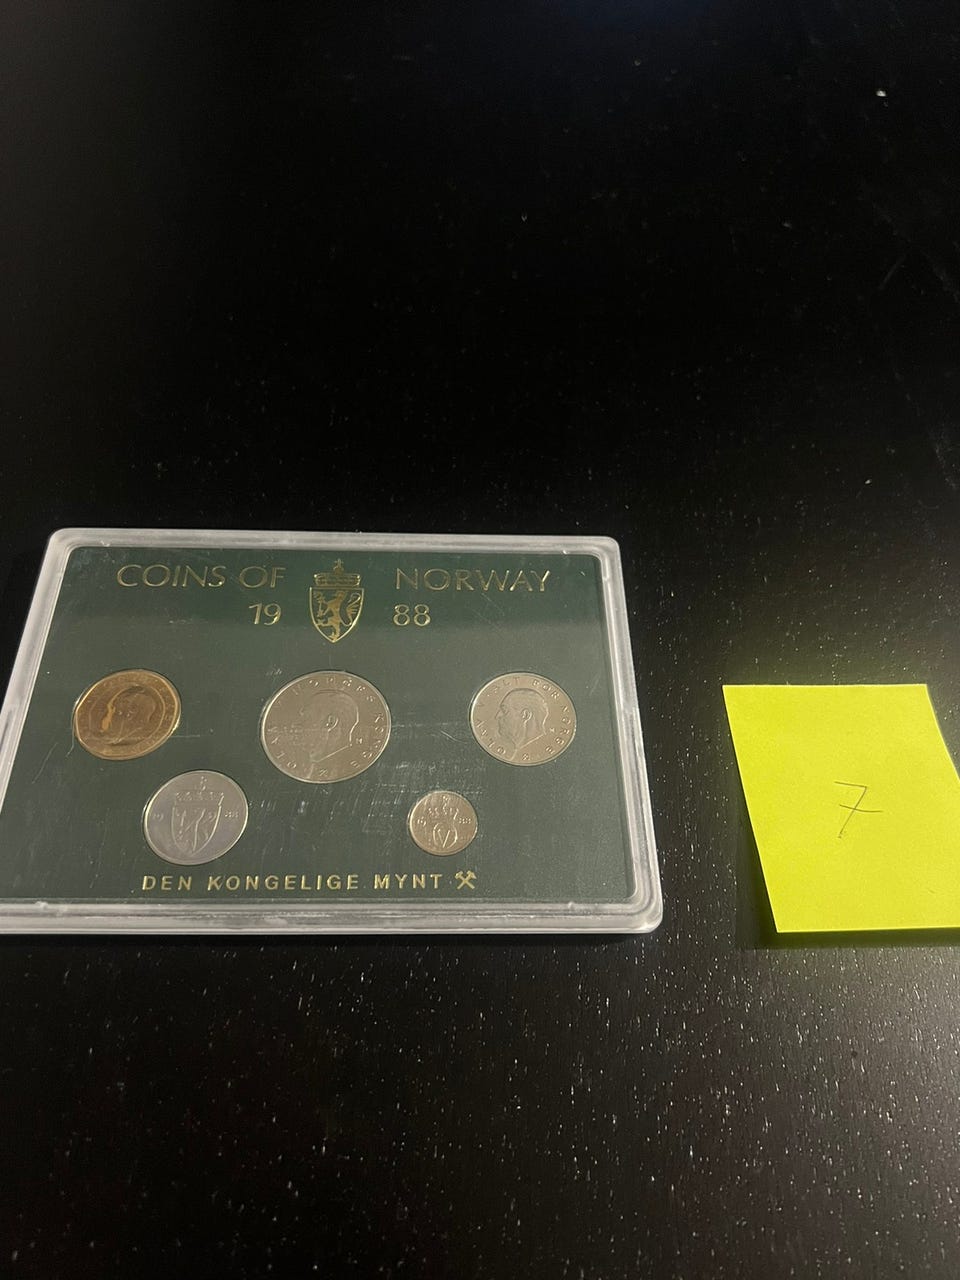 COINS OF NORWAY
19 88
DEN KONGELIGE MYNT
7